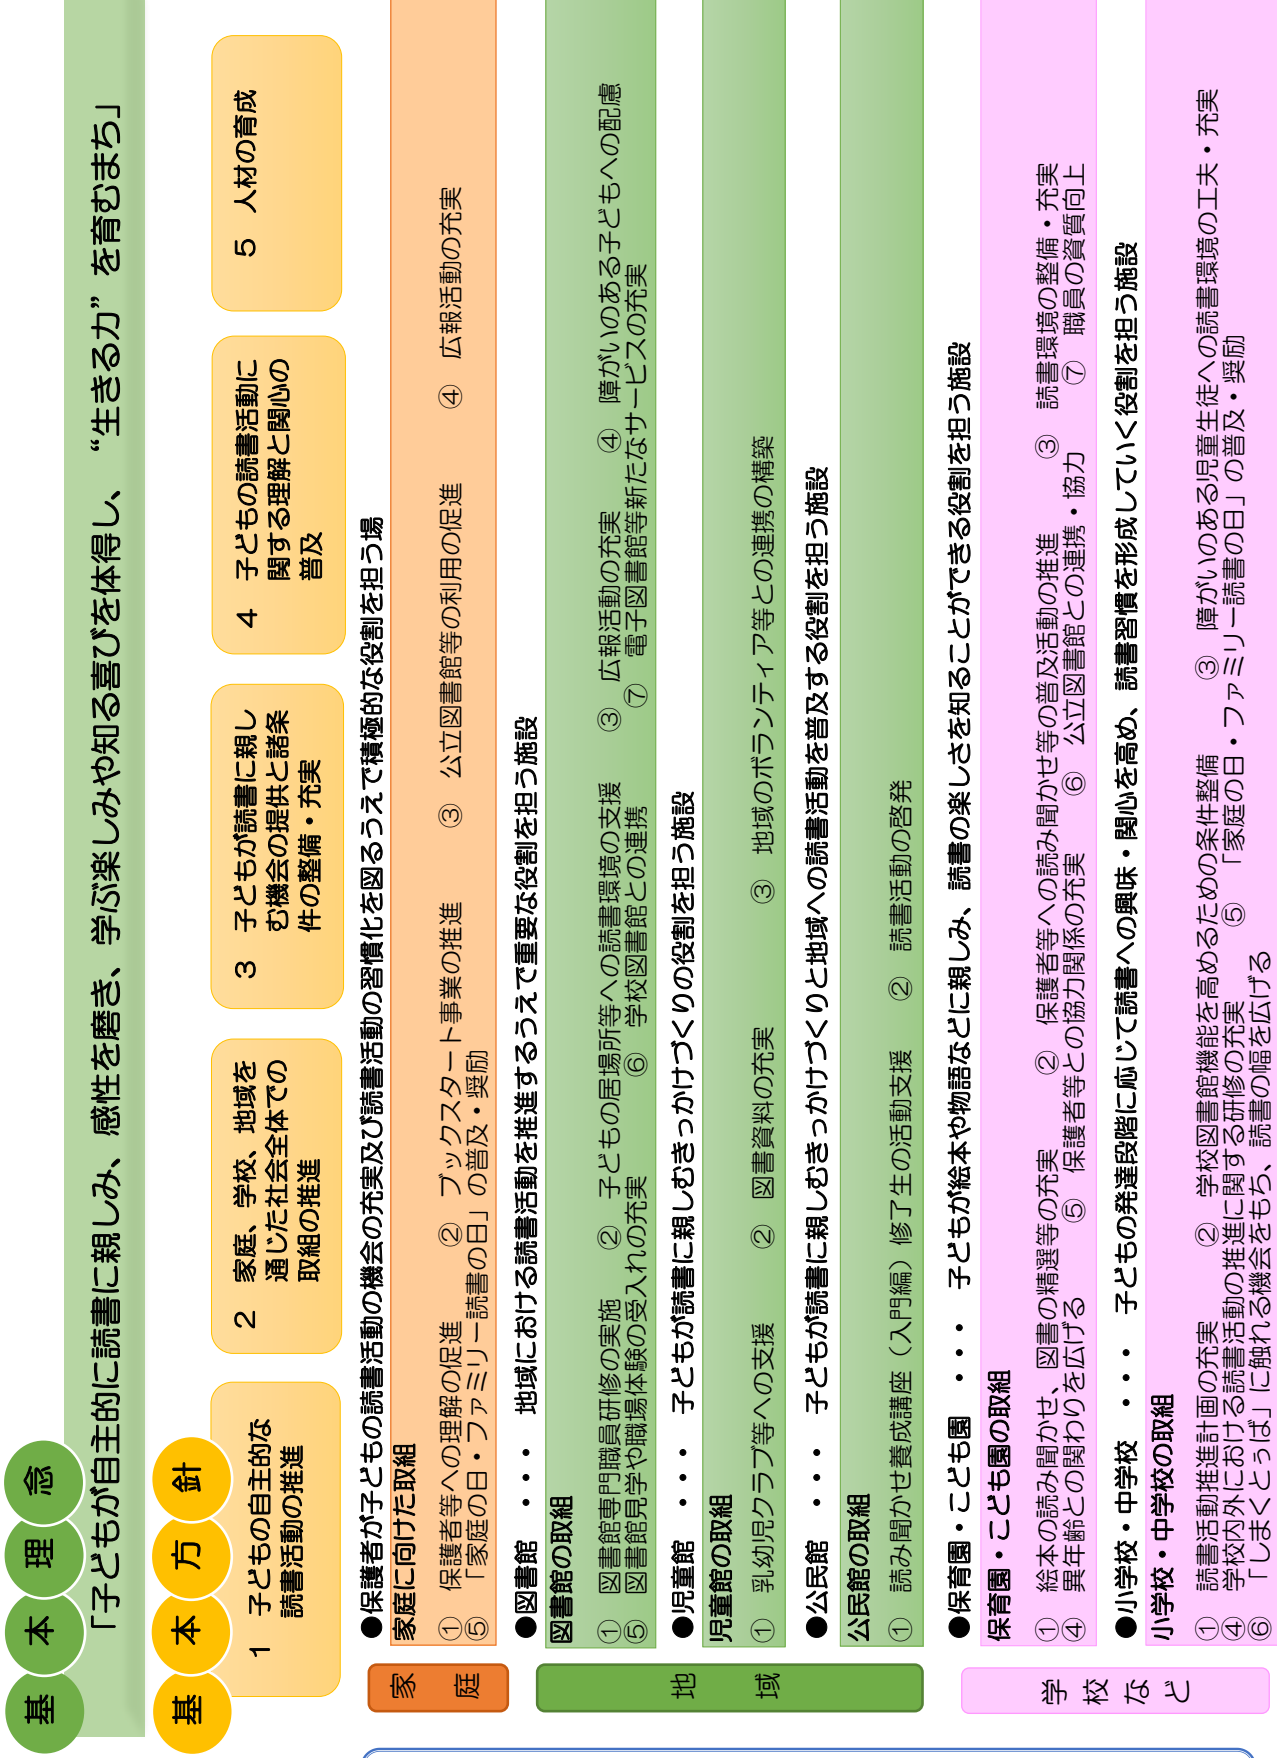 基本理念
「子どもが自主的に読書に親しみ、感性を磨き、学ぶ楽しみや知る喜びを体得し、“生きる力”を育むまち」
基本方針
1 子どもの自主的な
読書活動の推進
2 家庭、学校、地域を
通じた社会全体での
取組の推進
3 子どもが読書に親し
む機会の提供と諸条
件の整備・充実
4 子どもの読書活動に
関する理解と関心の
普及
5 人材の育成
家庭
●保護者が子どもの読書活動の機会の充実及び読書活動の習慣化を図るうえで積極的な役割を担う場
家庭に向けた取組
① 保護者等への理解の促進 ② ブックスタート事業の推進 ③ 公立図書館等の利用の促進 ④ 広報活動の充実
⑤ 「家庭の日・ファミリー読書の日」の普及・奨励
地域
●図書館 ・・・ 地域における読書活動を推進するうえで重要な役割を担う施設
図書館の取組
① 図書館専門職員研修の実施 ② 子どもの居場所等への読書環境の支援 ③ 広報活動の充実 ④ 障がいのある子どもへの配慮
⑤ 図書館見学や職場体験の受入れの充実 ⑥ 学校図書館との連携 ⑦ 電子図書館等新たなサービスの充実
●児童館 ・・・ 子どもが読書に親しむきっかけづくりの役割を担う施設
児童館の取組
① 乳幼児クラブ等への支援 ② 図書資料の充実 ③ 地域のボランティア等との連携の構築
●公民館 ・・・ 子どもが読書に親しむきっかけづくりと地域への読書活動を普及する役割を担う施設
公民館の取組
① 読み聞かせ養成講座（入門編）修了生の活動支援 ② 読書活動の啓発
学校など
●保育園・こども園 ・・・ 子どもが絵本や物語などに親しみ、読書の楽しさを知ることができる役割を担う施設
保育園・こども園の取組
① 絵本の読み聞かせ、図書の精選等の充実 ② 保護者等への読み聞かせ等の普及活動の推進 ③ 読書環境の整備・充実
④ 異年齢との関わりを広げる ⑤ 保護者等との協力関係の充実 ⑥ 公立図書館との連携・協力 ⑦ 職員の資質向上
●小学校・中学校 ・・・ 子どもの発達段階に応じて読書への興味・関心を高め、読書習慣を形成していく役割を担う施設
小学校・中学校の取組
① 読書活動推進計画の充実 ② 学校図書館機能を高めるための条件整備 ③ 障がいのある児童生徒への読書環境の工夫・充実
④ 学校内外における読書活動の推進に関する研修の充実 ⑤ 「家庭の日・ファミリー読書の日」の普及・奨励
⑥ 「しまくとぅば」に触れる機会をもち、読書の幅を広げる